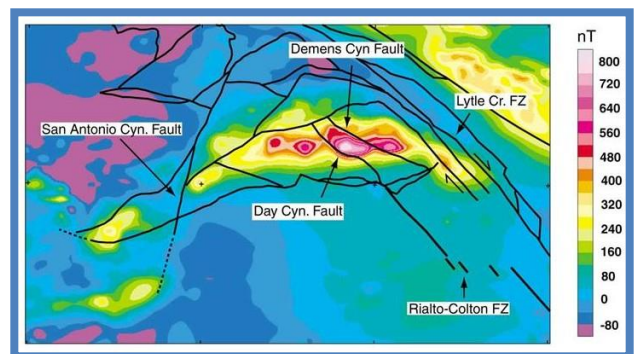 nT
Demens Cyn Fault
Lytle Cr. FZ
San Antonio Cyn. Fault
Day Cyn. Fault
Rialto-Colton FZ
800
720
640
560
480
400
320
240
160
80
0
-80